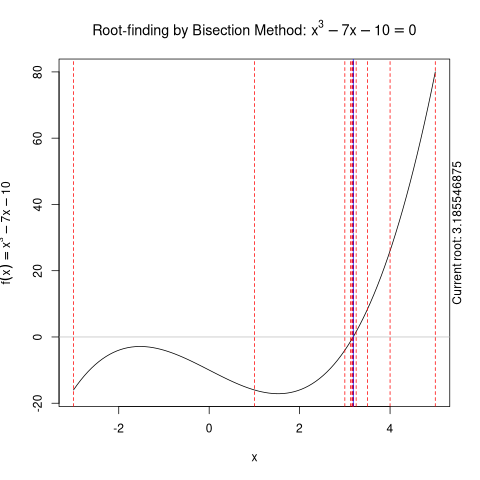 Root-finding by Bisection Method: x³ − 7x − 10 = 0
f(x) = x³ − 7x − 10
80
60
40
20
0
-20
-2
0
2
4
x
Current root: 3.185546875